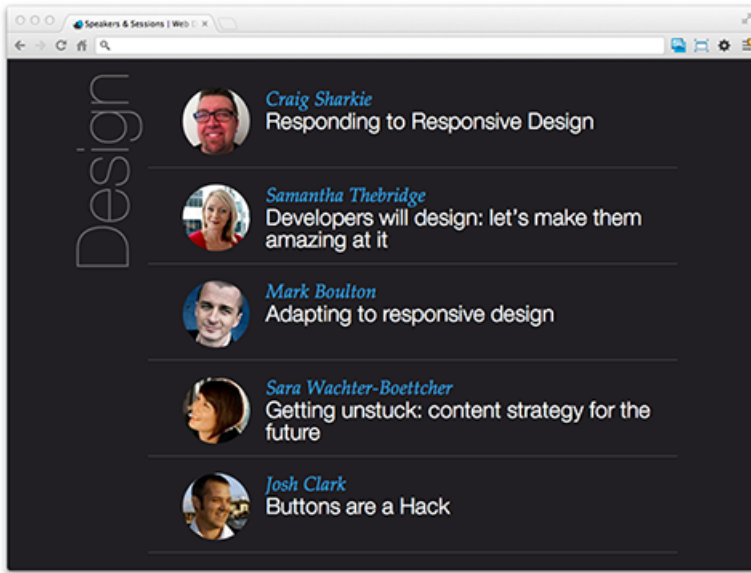 Speakers & Sessions | Web D
Design
Craig Sharkie
Responding to Responsive Design
Samantha Thebridge
Developers will design: let's make them
amazing at it
Mark Boulton
Adapting to responsive design
Sara Wachter-Boettcher
Getting unstuck: content strategy for the
future
Josh Clark
Buttons are a Hack